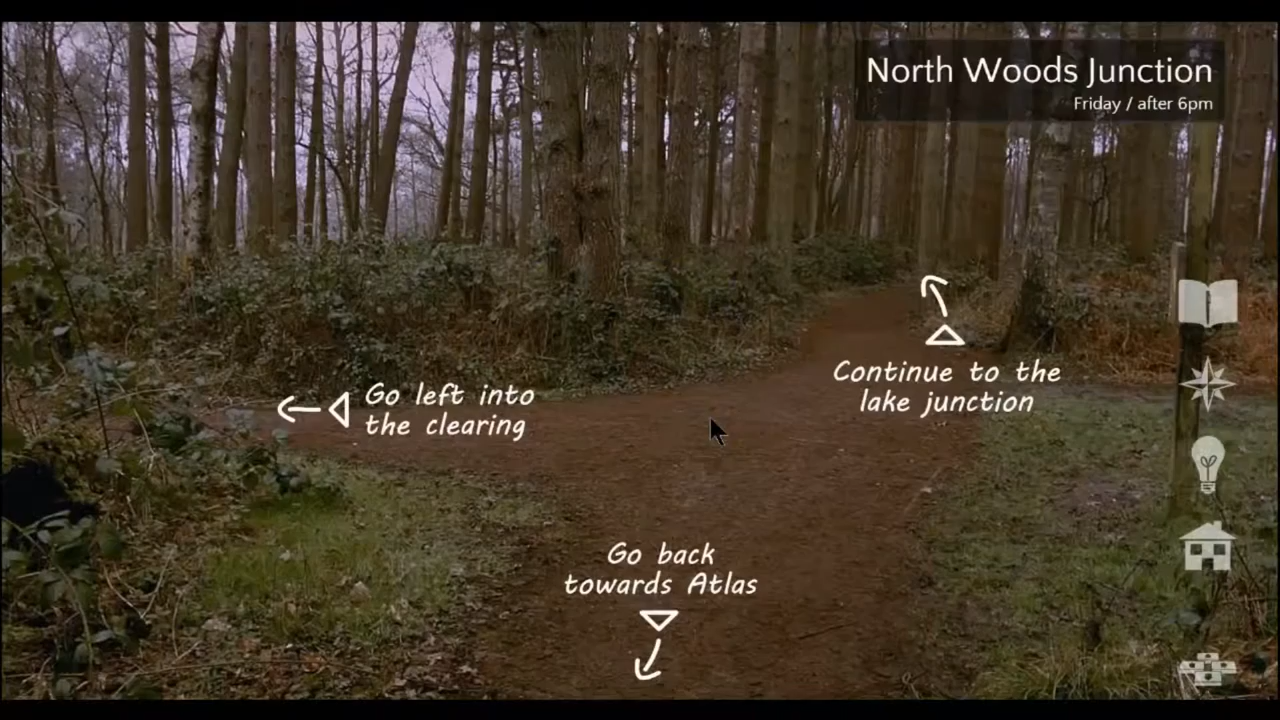 North Woods Junction
Friday / after 6pm
Continue to the
lake junction
Go left into
the clearing
Go back
towards Atlas